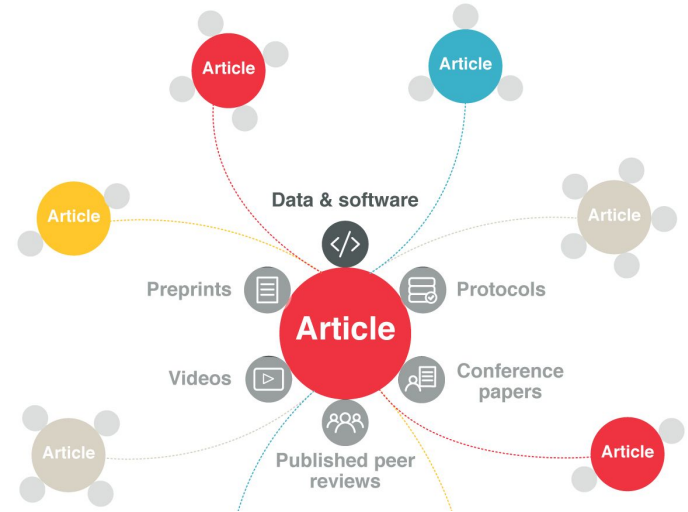 Article
Article
Data & software
Article
Article
Preprints
Protocols
Article
Videos
Conference
papers
Article
Article
Published peer
reviews